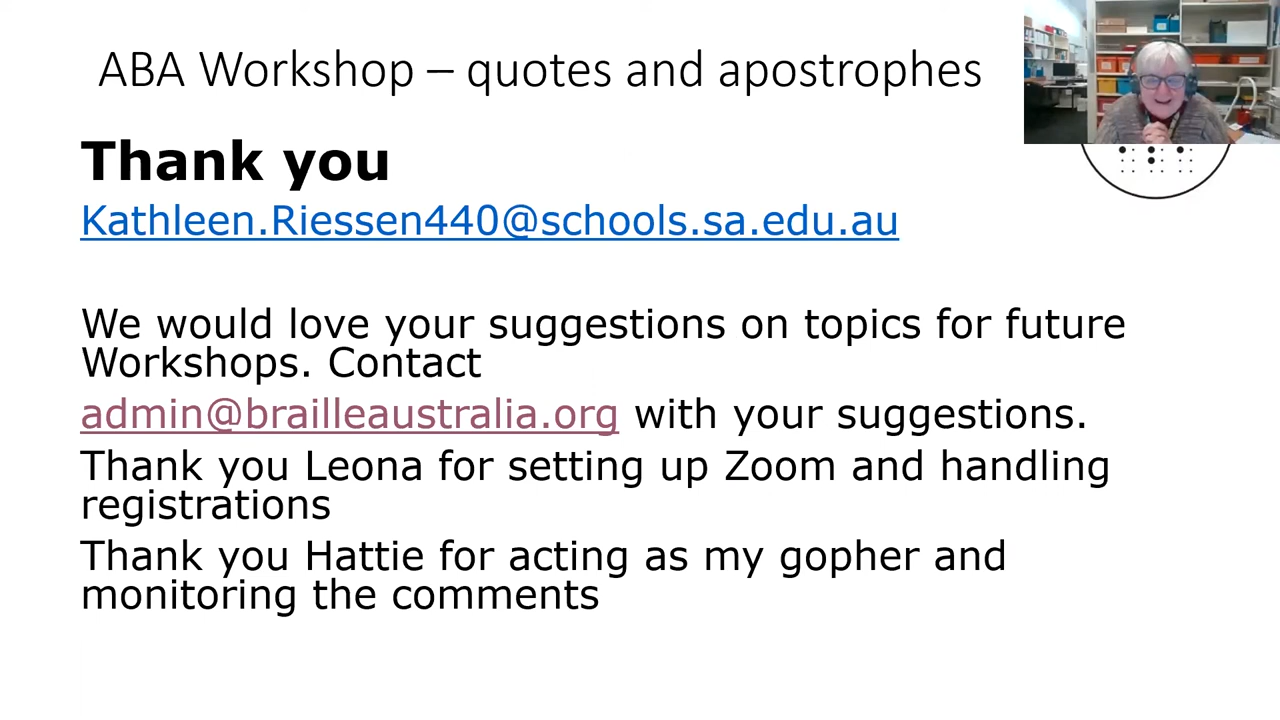 ABA Workshop – quotes and apostrophes
Thank you
Kathleen.Riessen440@schools.sa.edu.au
We would love your suggestions on topics for future
Workshops. Contact
admin@brailleaustralia.org with your suggestions.
Thank you Leona for setting up Zoom and handling
registrations
Thank you Hattie for acting as my gopher and
monitoring the comments